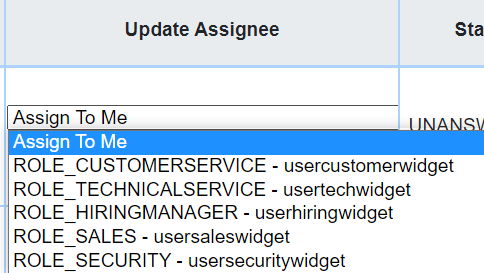 Update Assignee
Sta
Assign To Me
UNANSW
Assign To Me
ROLE_CUSTOMERSERVICE - usercustomerwidget
ROLE_TECHNICALSERVICE - usertechwidget
ROLE_HIRINGMANAGER - userhiringwidget
ROLE_SALES - usersaleswidget
ROLE_SECURITY - usersecuritywidget